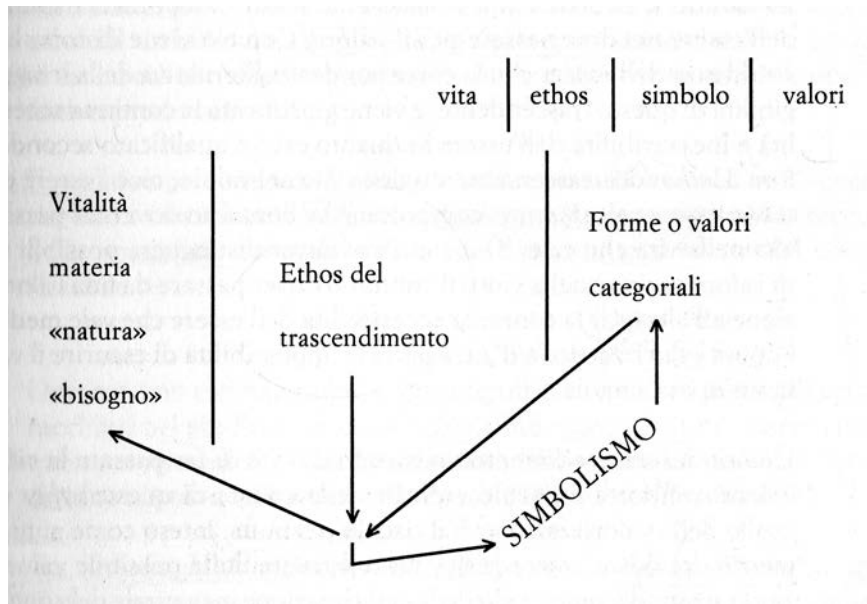 vita ethos simbolo valori
Vitalità
materia
«natura»
«bisogno»
Ethos del
trascendimento
Forme o valori
categoriali
SIMBOLISMO